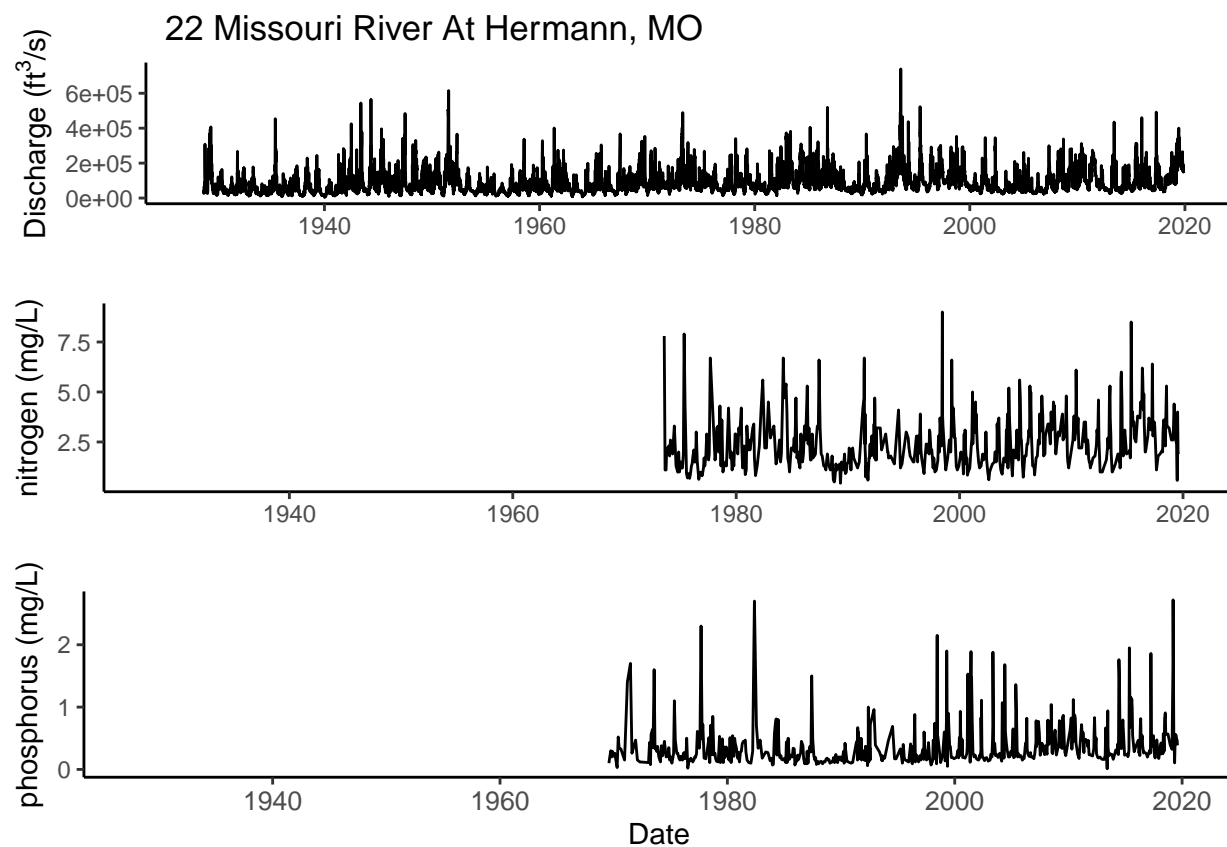 22 Missouri River At Hermann, MO
Discharge (ft³/s)
6e+05
4e+05
2e+05
0e+00
1940 1960 1980 2000 2020
nitrogen (mg/L)
7.5
5.0
2.5
1940 1960 1980 2000 2020
phosphorus (mg/L)
2
1
0
1940 1960 1980 2000 2020
Date